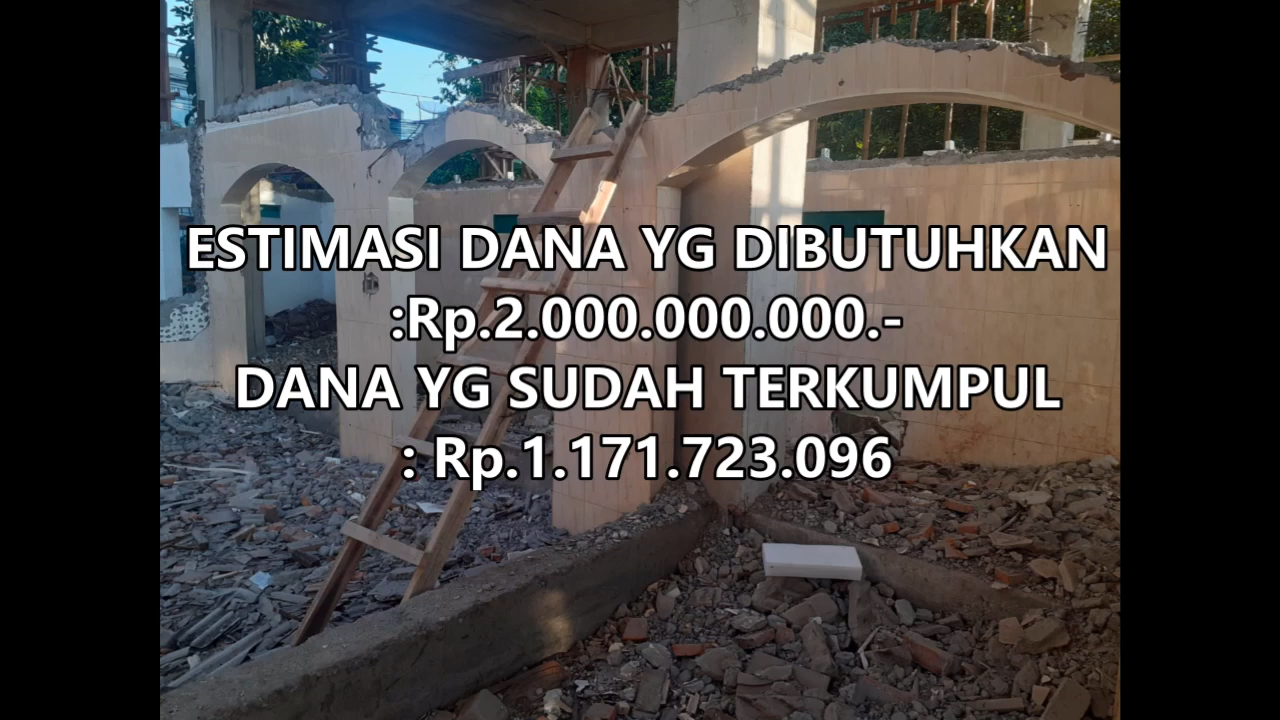 ESTIMASI DANA YG DIBUTUHKAN
:Rp.2.000.000.000.-
DANA YG SUDAH TERKUMPUL
: Rp.1.171.723.096